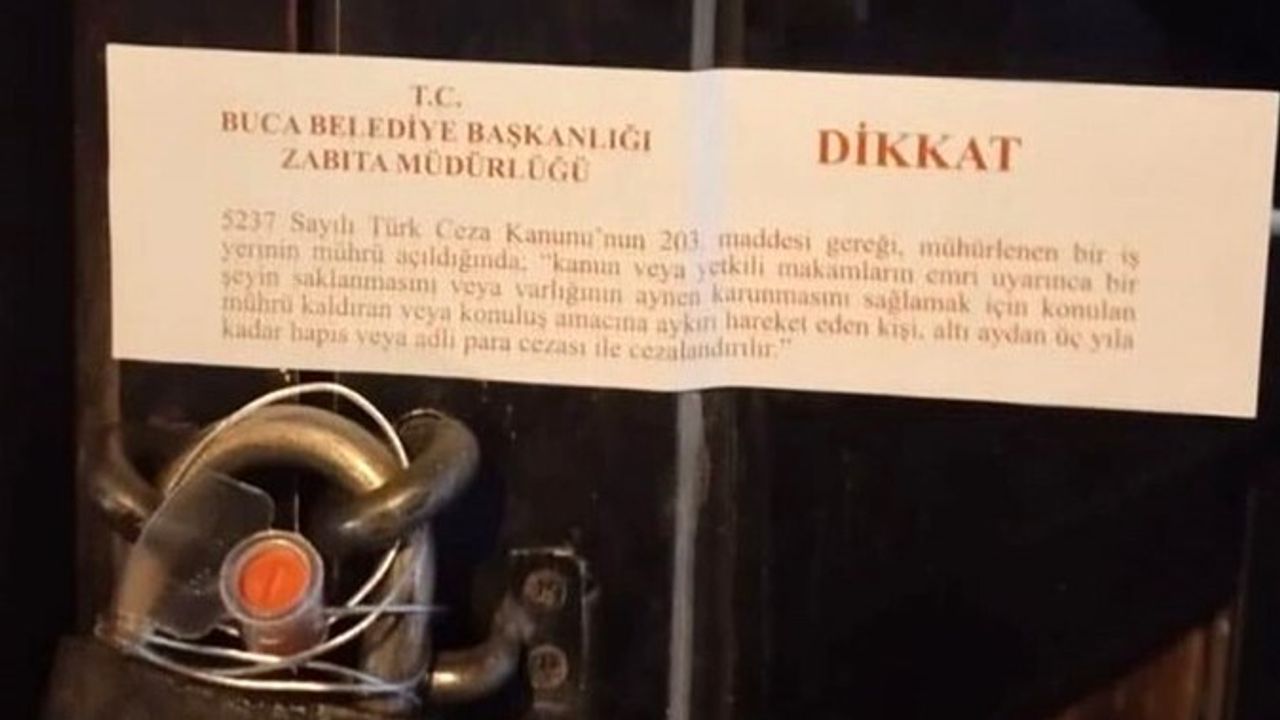 T.C.
BUCA BELEDİYE BAŞKANLIĞI
ZABITA MÜDÜRLÜĞÜ
DİKKAT
5237 Sayılı Türk Ceza Kanunu'nun 203. maddesi gereği, mühürlenen bir iş
yerinin mührü açıldığında; "kanun veya yetkili makamların emri uyarınca bir
şeyin saklanmasını veya varlığının aynen karunmasını sağlamak için konulan
mührü kaldıran veya konuluş amacına aykırı hareket eden kişi, altı aydan üç yıla
kadar hapis veya adli para cezası ile cezalandırılır."